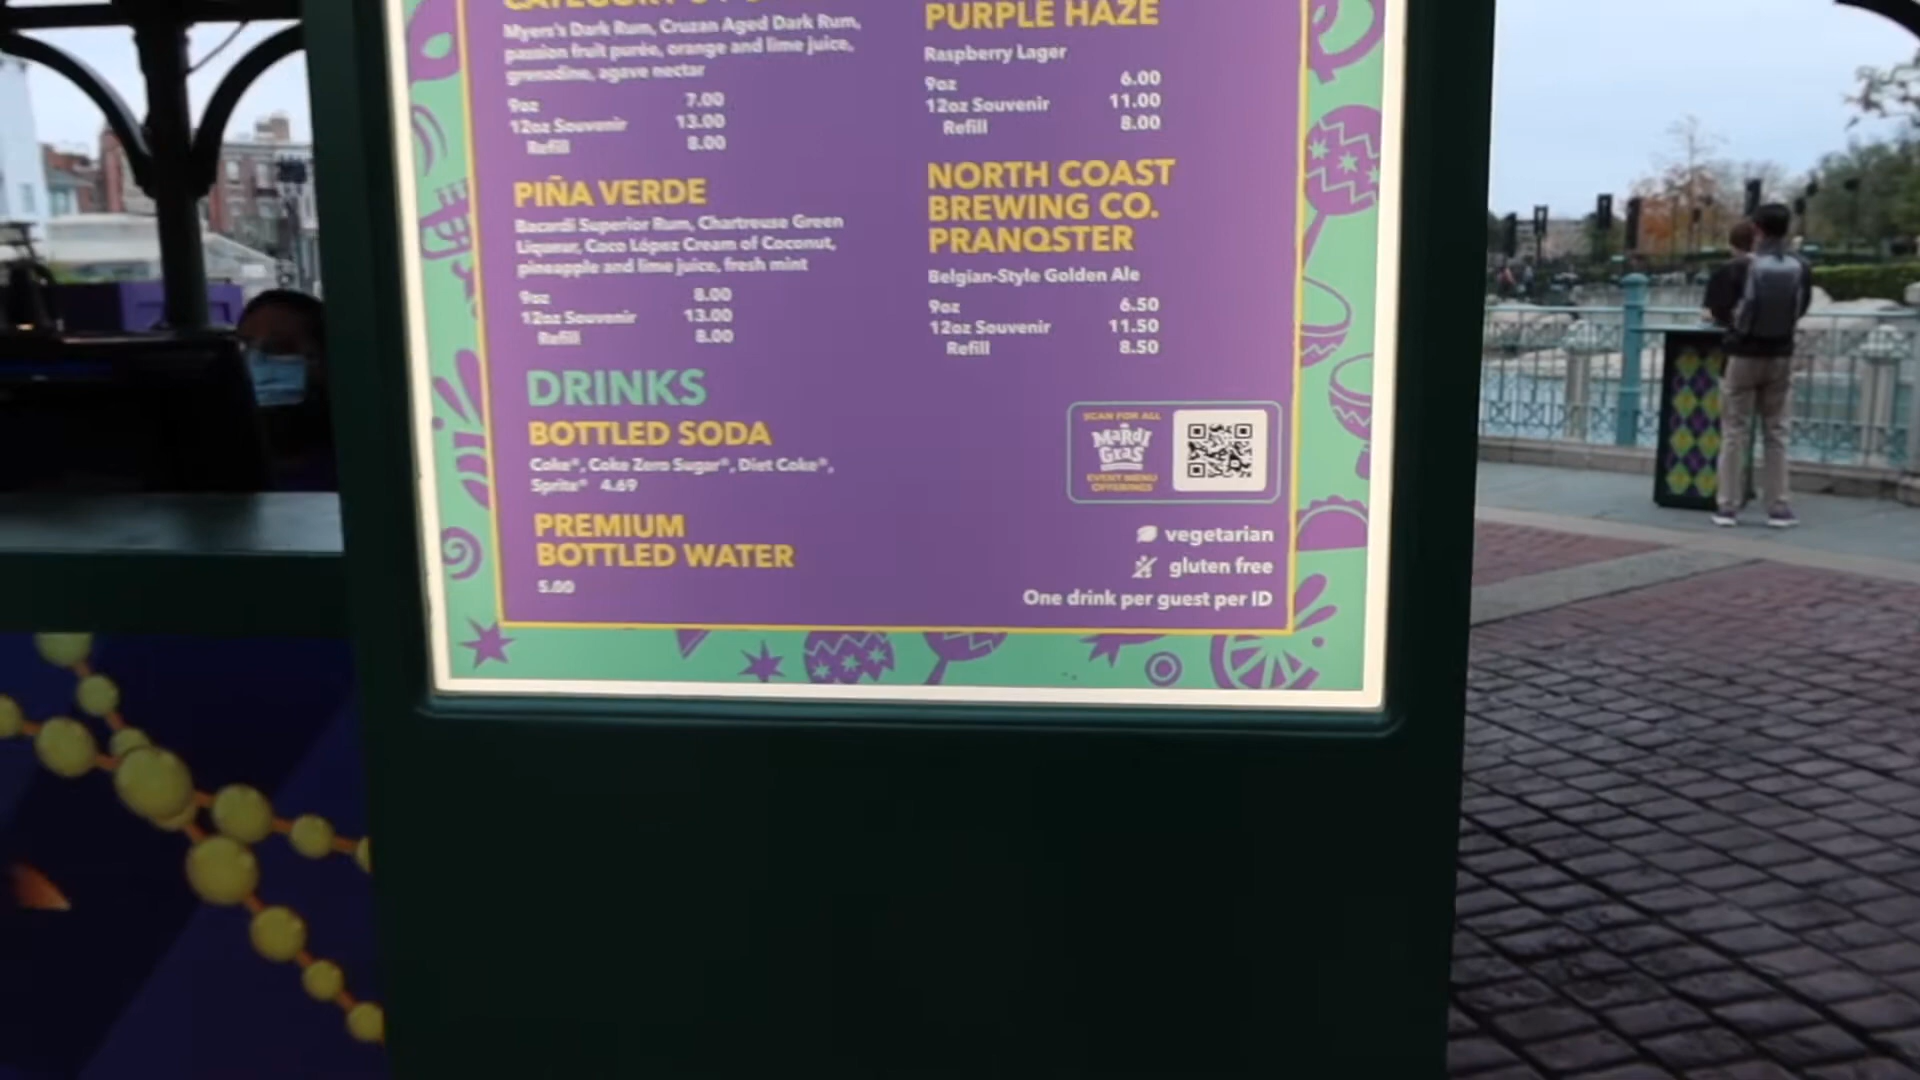 Myers's Dark Rum, Cruzan Aged Dark Rum,
passion fruit purée, orange and lime juice,
grenadine, agave nectar
9oz 7.00
12oz Souvenir 13.00
Refill 8.00
PIÑA VERDE
Bacardi Superior Rum, Chartreuse Green
Liqueur, Coco López Cream of Coconut,
pineapple and lime juice, fresh mint
9oz 8.00
12oz Souvenir 13.00
Refill 8.00
DRINKS
BOTTLED SODA
Coke®, Coke Zero Sugar®, Diet Coke®,
Sprite® 4.69
PREMIUM
BOTTLED WATER
5.00
PURPLE HAZE
Raspberry Lager
9oz 6.00
12oz Souvenir 11.00
Refill 8.00
NORTH COAST
BREWING CO.
PRANQSTER
Belgian-Style Golden Ale
9oz 6.50
12oz Souvenir 11.50
Refill 8.50
SCAN FOR ALL
MaRdi
GRas
EVENT MENU
OFFERINGS
vegetarian
gluten free
One drink per guest per ID